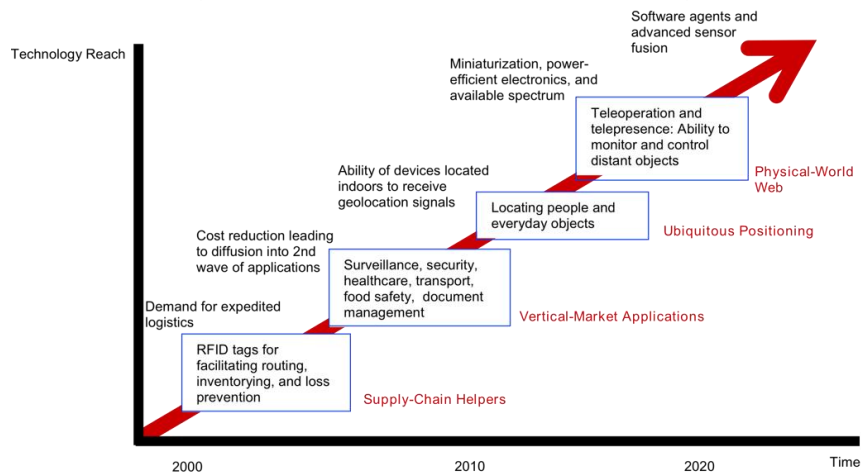 Software agents and
advanced sensor
fusion
Technology Reach
Miniaturization, power-
efficient electronics, and
available spectrum
Teleoperation and
telepresence: Ability to
monitor and control
distant objects
Physical-World
Web
Ability of devices located
indoors to receive
geolocation signals
Locating people and
everyday objects
Ubiquitous Positioning
Cost reduction leading
to diffusion into 2nd
wave of applications
Surveillance, security,
healthcare, transport,
food safety, document
management
Vertical-Market Applications
Demand for expedited
logistics
RFID tags for
facilitating routing,
inventorying, and loss
prevention
Supply-Chain Helpers
2000
2010
2020
Time